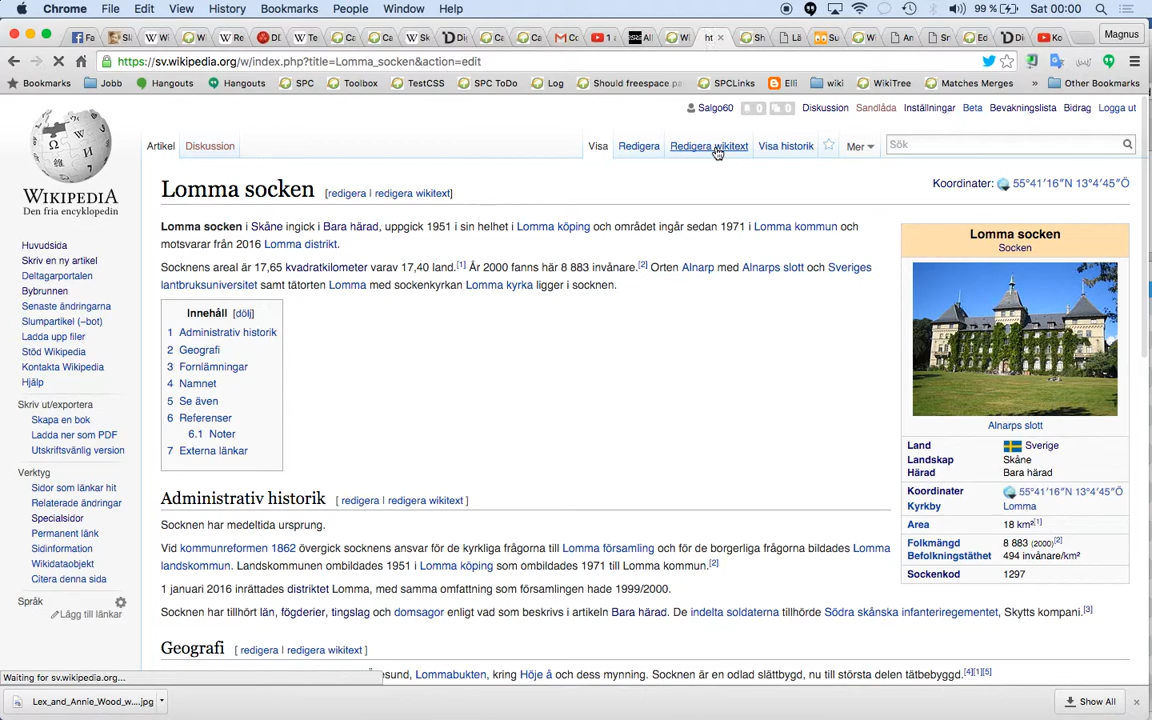 Chrome File Edit View History Bookmarks People Window Help 99 % Sat 00:00
Magnus
https://sv.wikipedia.org/w/index.php?title=Lomma_socken&action=edit
Bookmarks Jobb Hangouts Hangouts SPC Toolbox TestCSS SPC ToDo Log Should freespace pa SPCLinks Elli wiki WikiTree Matches Merges » Other Bookmarks
Salgo60 0 0 Diskussion Sandlåda Inställningar Beta Bevakningslista Bidrag Logga ut
Artikel Diskussion Visa Redigera Redigera wikitext Visa historik Mer Sök
WIKIPEDIA
Den fria encyklopedin
Huvudsida
Skriv en ny artikel
Deltagarportalen
Bybrunnen
Senaste ändringarna
Slumpartikel (–bot)
Ladda upp filer
Stöd Wikipedia
Kontakta Wikipedia
Hjälp
Skriv ut/exportera
Skapa en bok
Ladda ner som PDF
Utskriftsvänlig version
Verktyg
Sidor som länkar hit
Relaterade ändringar
Specialsidor
Permanent länk
Sidinformation
Wikidataobjekt
Citera denna sida
Språk
Lägg till länkar
Lomma socken [redigera | redigera wikitext]
Koordinater: 55°41′16″N 13°4′45″Ö
Lomma socken i Skåne ingick i Bara härad, uppgick 1951 i sin helhet i Lomma köping och området ingår sedan 1971 i Lomma kommun och
motsvarar från 2016 Lomma distrikt.
Socknens areal är 17,65 kvadratkilometer varav 17,40 land.[1] År 2000 fanns här 8 883 invånare.[2] Orten Alnarp med Alnarps slott och Sveriges
lantbruksuniversitet samt tätorten Lomma med sockenkyrkan Lomma kyrka ligger i socknen.
Innehåll [dölj]
1 Administrativ historik
2 Geografi
3 Fornlämningar
4 Namnet
5 Se även
6 Referenser
6.1 Noter
7 Externa länkar
Lomma socken
Socken
Alnarps slott
Land Sverige
Landskap Skåne
Härad Bara härad
Koordinater 55°41′16″N 13°4′45″Ö
Kyrkby Lomma
Area 18 km²[1]
Folkmängd 8 883 (2000)[2]
Befolkningstäthet 494 invånare/km²
Sockenkod 1297
Administrativ historik [ redigera | redigera wikitext ]
Socknen har medeltida ursprung.
Vid kommunreformen 1862 övergick socknens ansvar för de kyrkliga frågorna till Lomma församling och för de borgerliga frågorna bildades Lomma
landskommun. Landskommunen ombildades 1951 i Lomma köping som ombildades 1971 till Lomma kommun.[2]
1 januari 2016 inrättades distriktet Lomma, med samma omfattning som församlingen hade 1999/2000.
Socknen har tillhört län, fögderier, tingslag och domsagor enligt vad som beskrivs i artikeln Bara härad. De indelta soldaterna tillhörde Södra skånska infanteriregementet, Skytts kompani.[3]
Geografi [ redigera | redigera wikitext ]
esund, Lommabukten, kring Höje å och dess mynning. Socknen är en odlad slättbygd, nu till största delen tätbebyggd.[4][1][5]
Waiting for sv.wikipedia.org...
Lex_and_Annie_Wood_w....jpg Show All